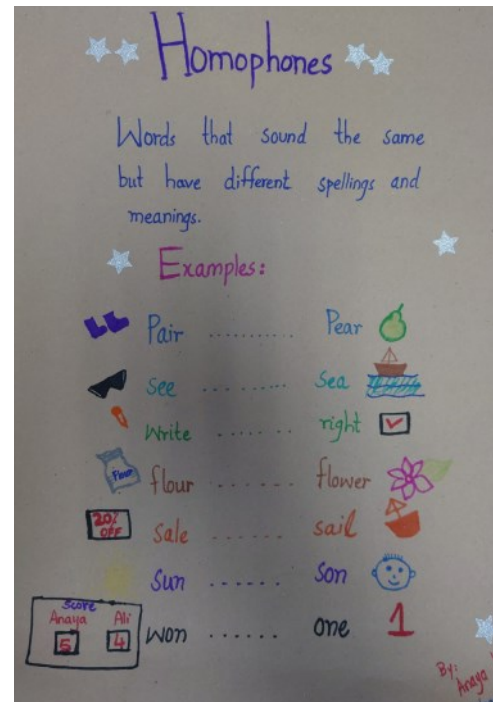 Homophones
Words that sound the same
but have different spellings and
meanings.
Examples:
Pair .......... Pear
See .......... Sea
Write ...... right
Flour flour ...... flower
20% OFF Sale ...... sail
Sun ...... Son
Score
Anaya Ali
5 4 won ...... one 1
By:
Anaya